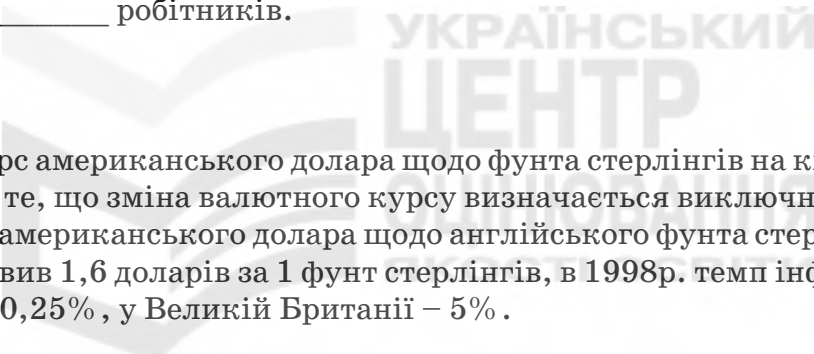 ________ робітників.
УКРАЇНСЬКИЙ
ЦЕНТР
рс американського долара щодо фунта стерлінгів на кі
те, що зміна валютного курсу визначається виключн
американського долара щодо англійського фунта стер
вив 1,6 доларів за 1 фунт стерлінгів, в 1998р. темп інф
0,25%, у Великій Британії – 5%.